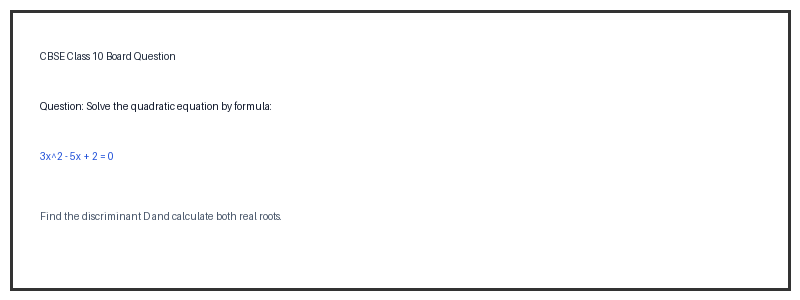 CBSE Class 10 Board Question
Question: Solve the quadratic equation by formula:
3x^2 - 5x + 2 = 0
Find the discriminant D and calculate both real roots.